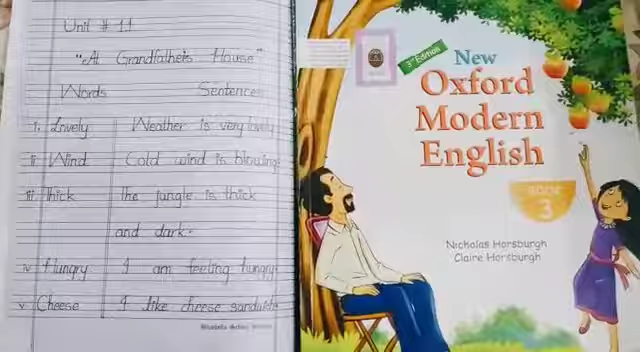 Unit # 11
"At Grandfather's House"
Words Sentence
i. Lovely Weather is very lovely
ii Wind Cold wind is blowing.
iii Thick the jungle is thick
and dark.
iv Hungry I am feeling hungry
v Cheese I like cheese sandwich
3rd Edition
New
Oxford
Modern
English
BOOK
3
Nicholas Horsburgh
Claire Horsburgh